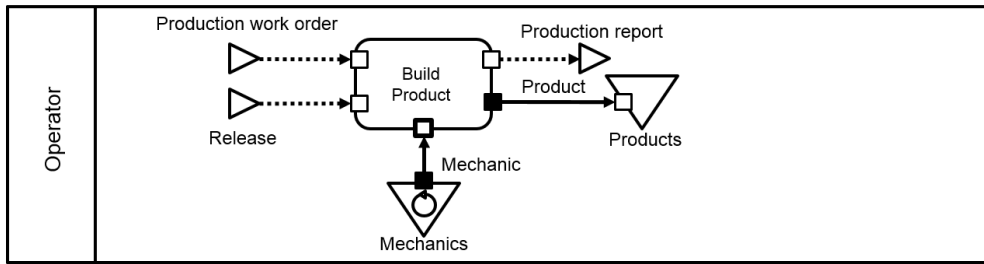 Production work order
Production report
Build
Product
Product
Operator
Release
Products
Mechanic
Mechanics